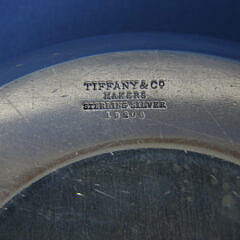 TIFFANY & Cº
MAKERS
STERLING SILVER